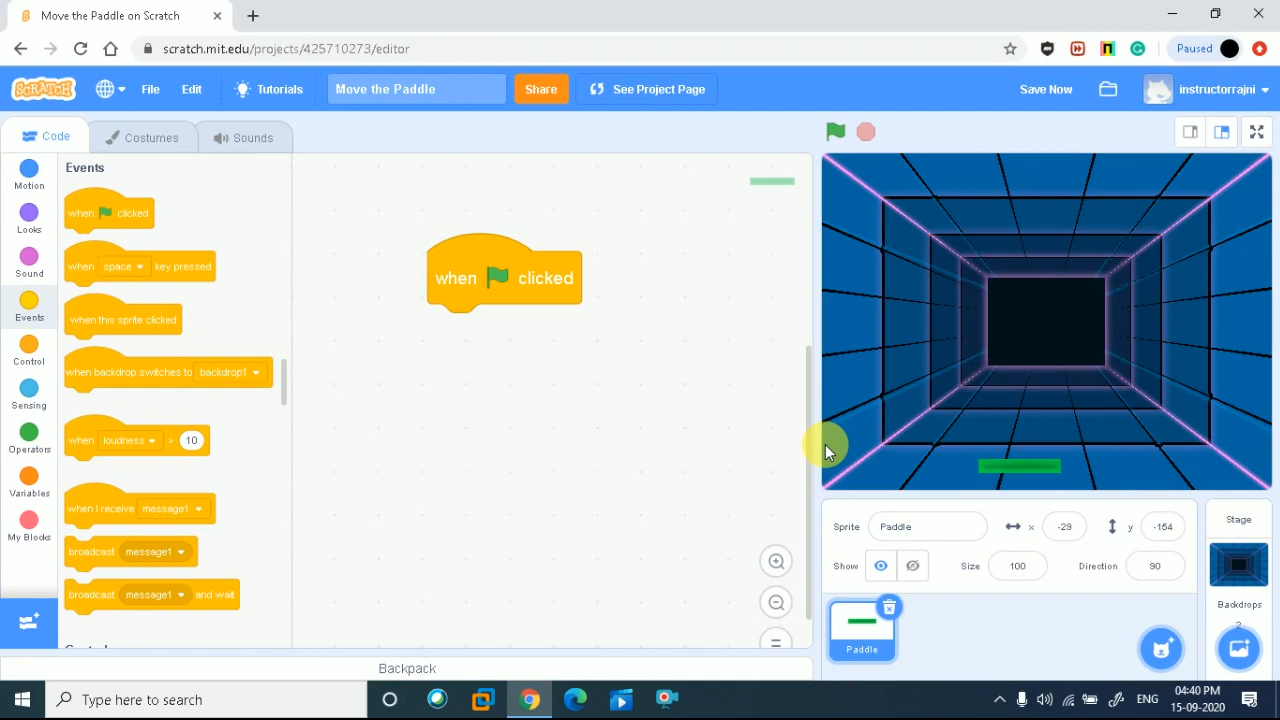 Move the Paddle on Scratch
scratch.mit.edu/projects/425710273/editor
Paused
SCRATCH
File
Edit
Tutorials
Move the Paddle
Share
See Project Page
Save Now
instructorrajni
Code
Costumes
Sounds
Motion
Looks
Sound
Events
Control
Sensing
Operators
Variables
My Blocks
Events
when clicked
when space key pressed
when this sprite clicked
when backdrop switches to backdrop1
when loudness > 10
when I receive message1
broadcast message1
broadcast message1 and wait
when clicked
Backpack
Sprite Paddle x -29 y -154
Show Size 100 Direction 90
Paddle
Stage
Backdrops
2
Type here to search
ENG
04:40 PM
15-09-2020